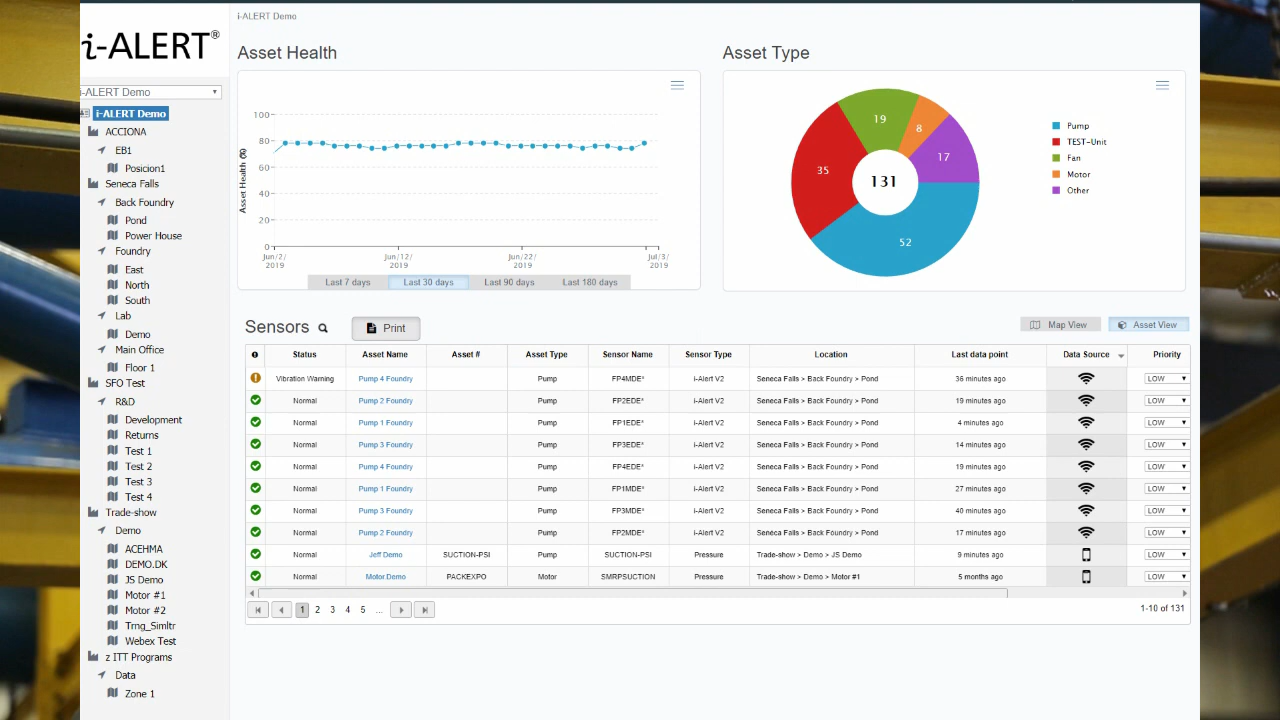 i-ALERT®
i-ALERT Demo
i-ALERT Demo
ACCIONA
EB1
Posicion1
Seneca Falls
Back Foundry
Pond
Power House
Foundry
East
North
South
Lab
Demo
Main Office
Floor 1
SFO Test
R&D
Development
Returns
Test 1
Test 2
Test 3
Test 4
Trade-show
Demo
ACEHMA
DEMO.DK
JS Demo
Motor #1
Motor #2
Trng_Simltr
Webex Test
z ITT Programs
Data
Zone 1
i-ALERT Demo
Asset Health
Asset Health (%)
100
80
60
40
20
0
Jun/2/2019 Jun/12/2019 Jun/22/2019 Jul/3/2019
Last 7 days Last 30 days Last 90 days Last 180 days
Asset Type
19
8
17
35
131
52
Pump
TEST-Unit
Fan
Motor
Other
Sensors Print Map View Asset View
Status Asset Name Asset # Asset Type Sensor Name Sensor Type Location Last data point Data Source Priority
Vibration Warning Pump 4 Foundry Pump FP4MDE* i-Alert V2 Seneca Falls > Back Foundry > Pond 36 minutes ago LOW
Normal Pump 2 Foundry Pump FP2EDE* i-Alert V2 Seneca Falls > Back Foundry > Pond 19 minutes ago LOW
Normal Pump 1 Foundry Pump FP1EDE* i-Alert V2 Seneca Falls > Back Foundry > Pond 4 minutes ago LOW
Normal Pump 3 Foundry Pump FP3EDE* i-Alert V2 Seneca Falls > Back Foundry > Pond 14 minutes ago LOW
Normal Pump 4 Foundry Pump FP4EDE* i-Alert V2 Seneca Falls > Back Foundry > Pond 19 minutes ago LOW
Normal Pump 1 Foundry Pump FP1MDE* i-Alert V2 Seneca Falls > Back Foundry > Pond 27 minutes ago LOW
Normal Pump 3 Foundry Pump FP3MDE* i-Alert V2 Seneca Falls > Back Foundry > Pond 40 minutes ago LOW
Normal Pump 2 Foundry Pump FP2MDE* i-Alert V2 Seneca Falls > Back Foundry > Pond 17 minutes ago LOW
Normal Jeff Demo SUCTION-PSI Pump SUCTION-PSI Pressure Trade-show > Demo > JS Demo 9 minutes ago LOW
Normal Motor Demo PACKEXPO Motor SMRPSUCTION Pressure Trade-show > Demo > Motor #1 5 months ago LOW
1 2 3 4 5 ... 1-10 of 131